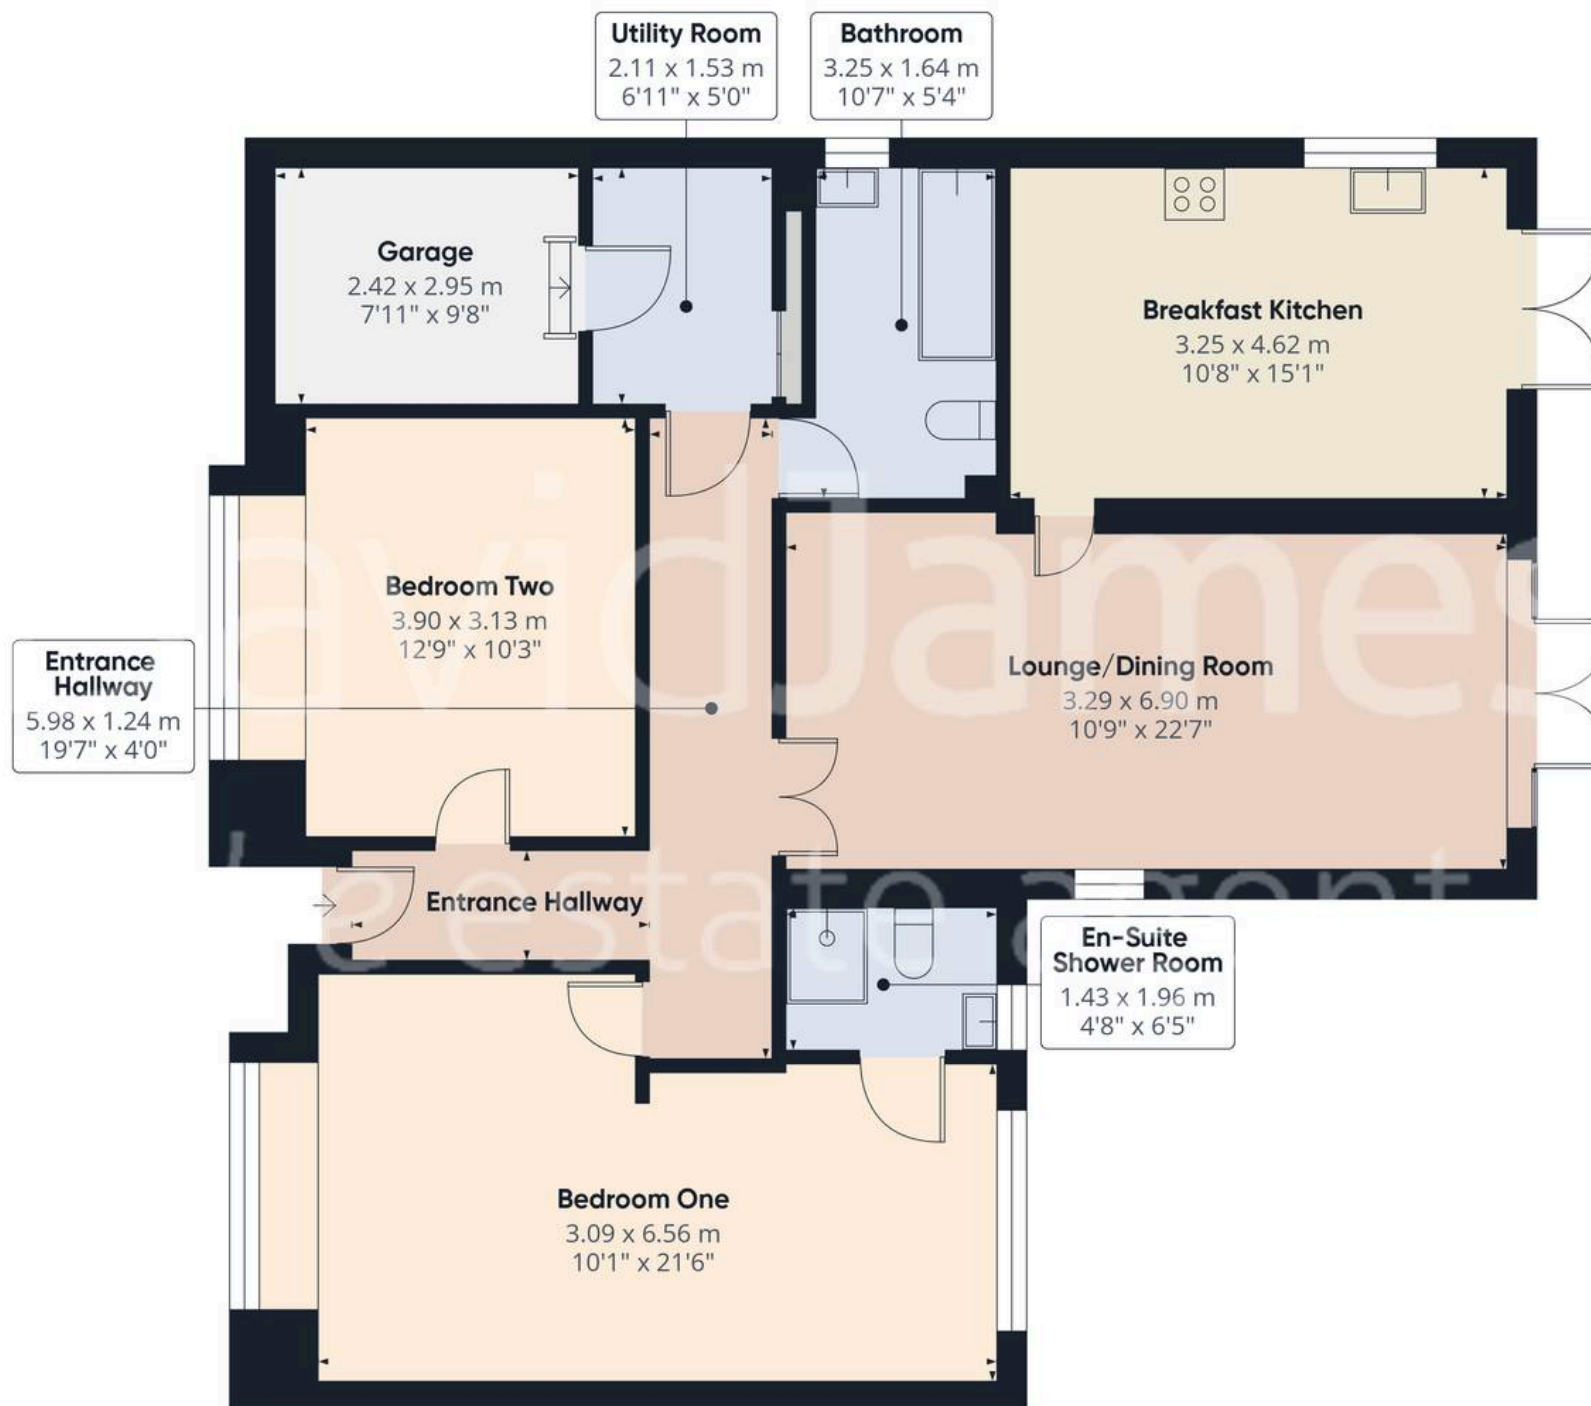 Utility Room
2.11 x 1.53 m
6'11" x 5'0"
Bathroom
3.25 x 1.64 m
10'7" x 5'4"
Garage
2.42 x 2.95 m
7'11" x 9'8"
Breakfast Kitchen
3.25 x 4.62 m
10'8" x 15'1"
Bedroom Two
3.90 x 3.13 m
12'9" x 10'3"
Entrance
Hallway
5.98 x 1.24 m
19'7" x 4'0"
Lounge/Dining Room
3.29 x 6.90 m
10'9" x 22'7"
Entrance Hallway
En-Suite
Shower Room
1.43 x 1.96 m
4'8" x 6'5"
Bedroom One
3.09 x 6.56 m
10'1" x 21'6"
avidJames
e estate agent